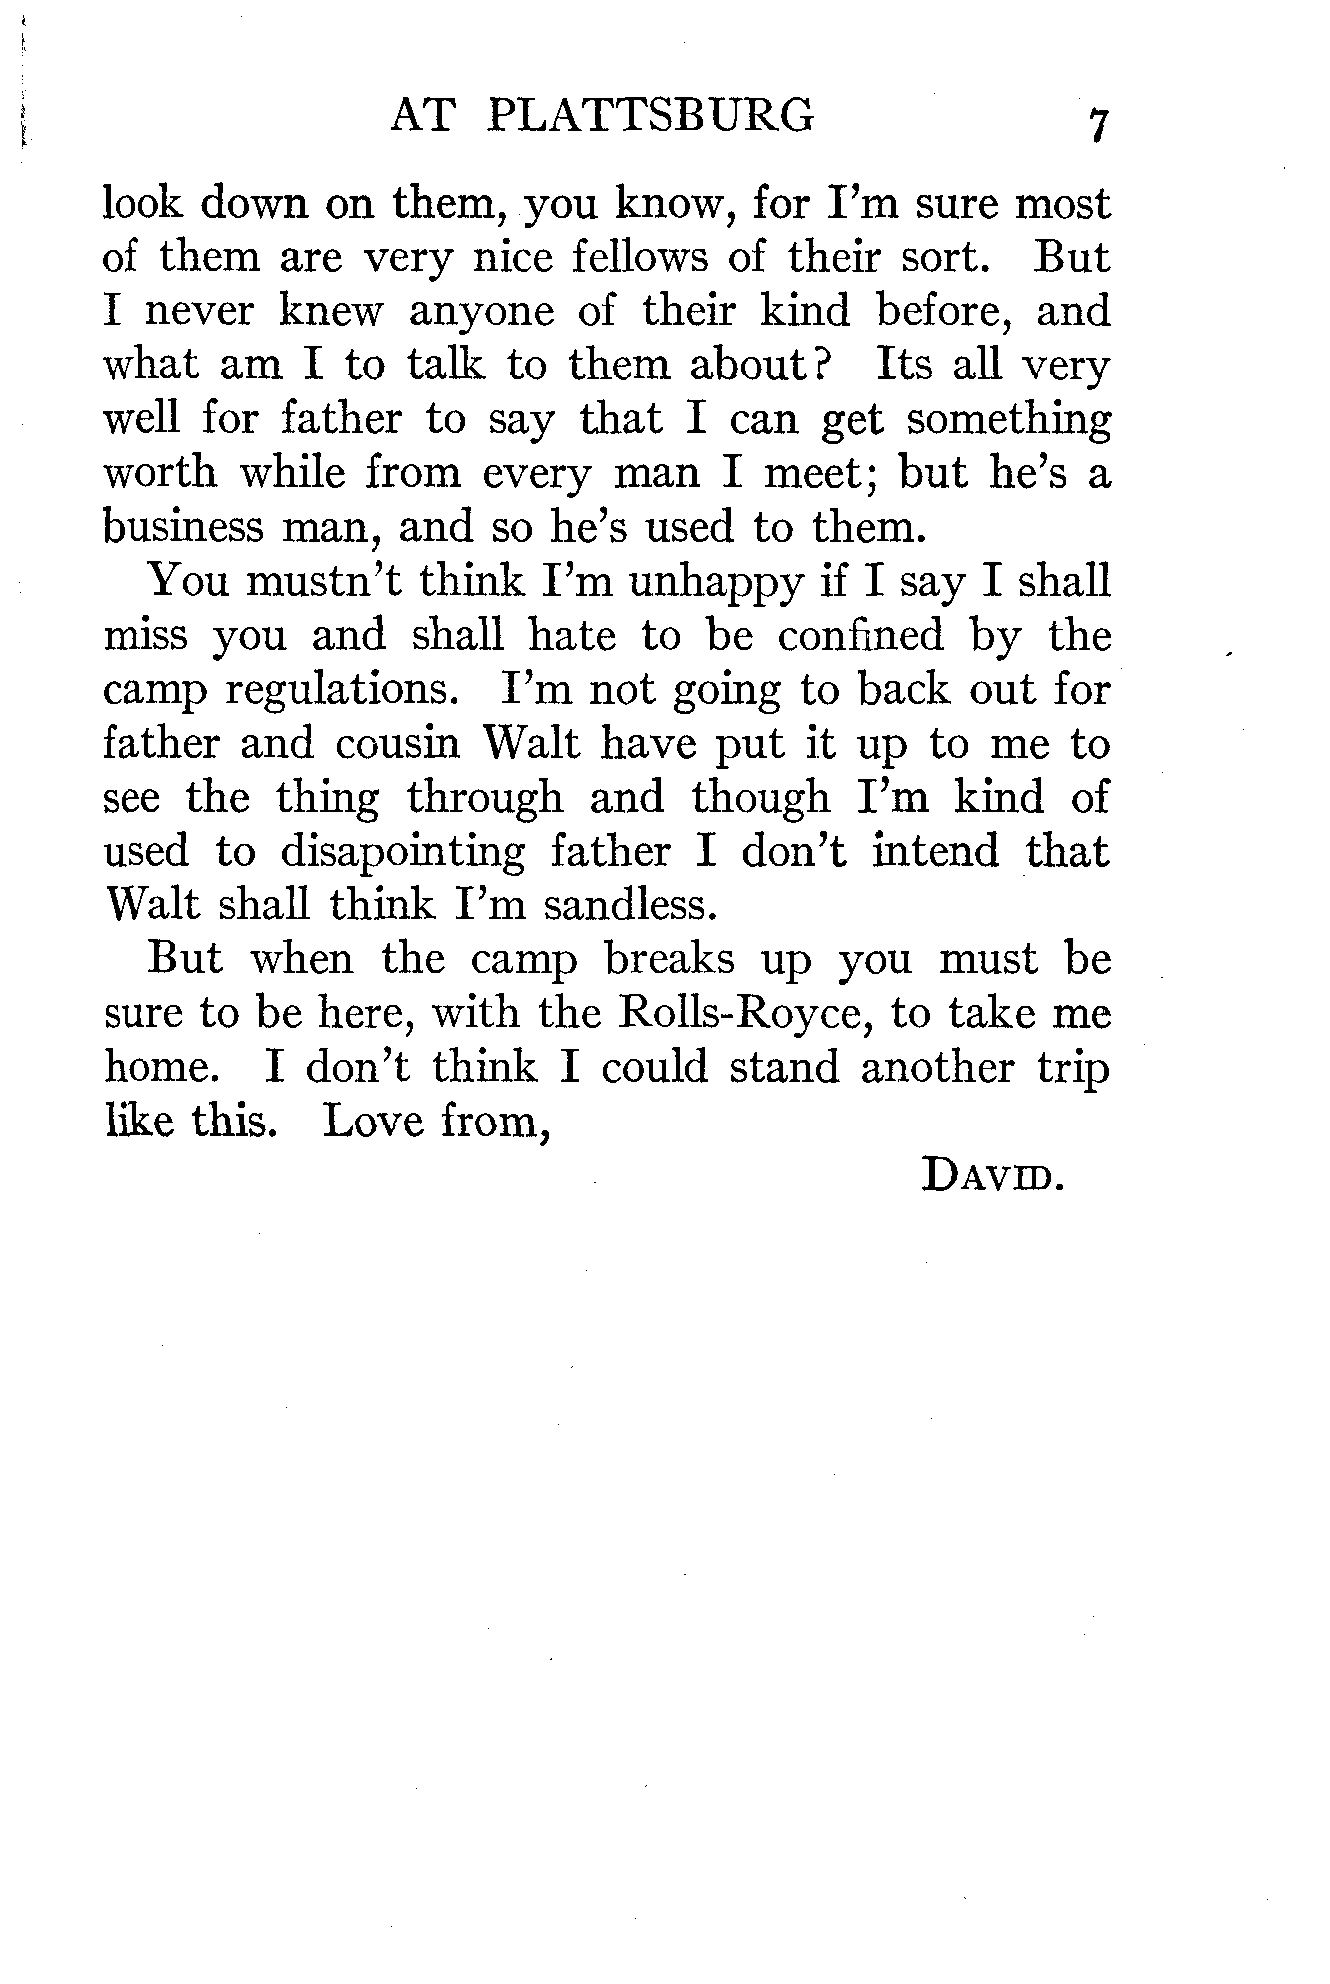 AT PLATTSBURG 7
look down on them, you know, for I'm sure most
of them are very nice fellows of their sort. But
I never knew anyone of their kind before, and
what am I to talk to them about? Its all very
well for father to say that I can get something
worth while from every man I meet; but he's a
business man, and so he's used to them.
You mustn't think I'm unhappy if I say I shall
miss you and shall hate to be confined by the
camp regulations. I'm not going to back out for
father and cousin Walt have put it up to me to
see the thing through and though I'm kind of
used to disapointing father I don't intend that
Walt shall think I'm sandless.
But when the camp breaks up you must be
sure to be here, with the Rolls-Royce, to take me
home. I don't think I could stand another trip
like this. Love from,
DAVID.